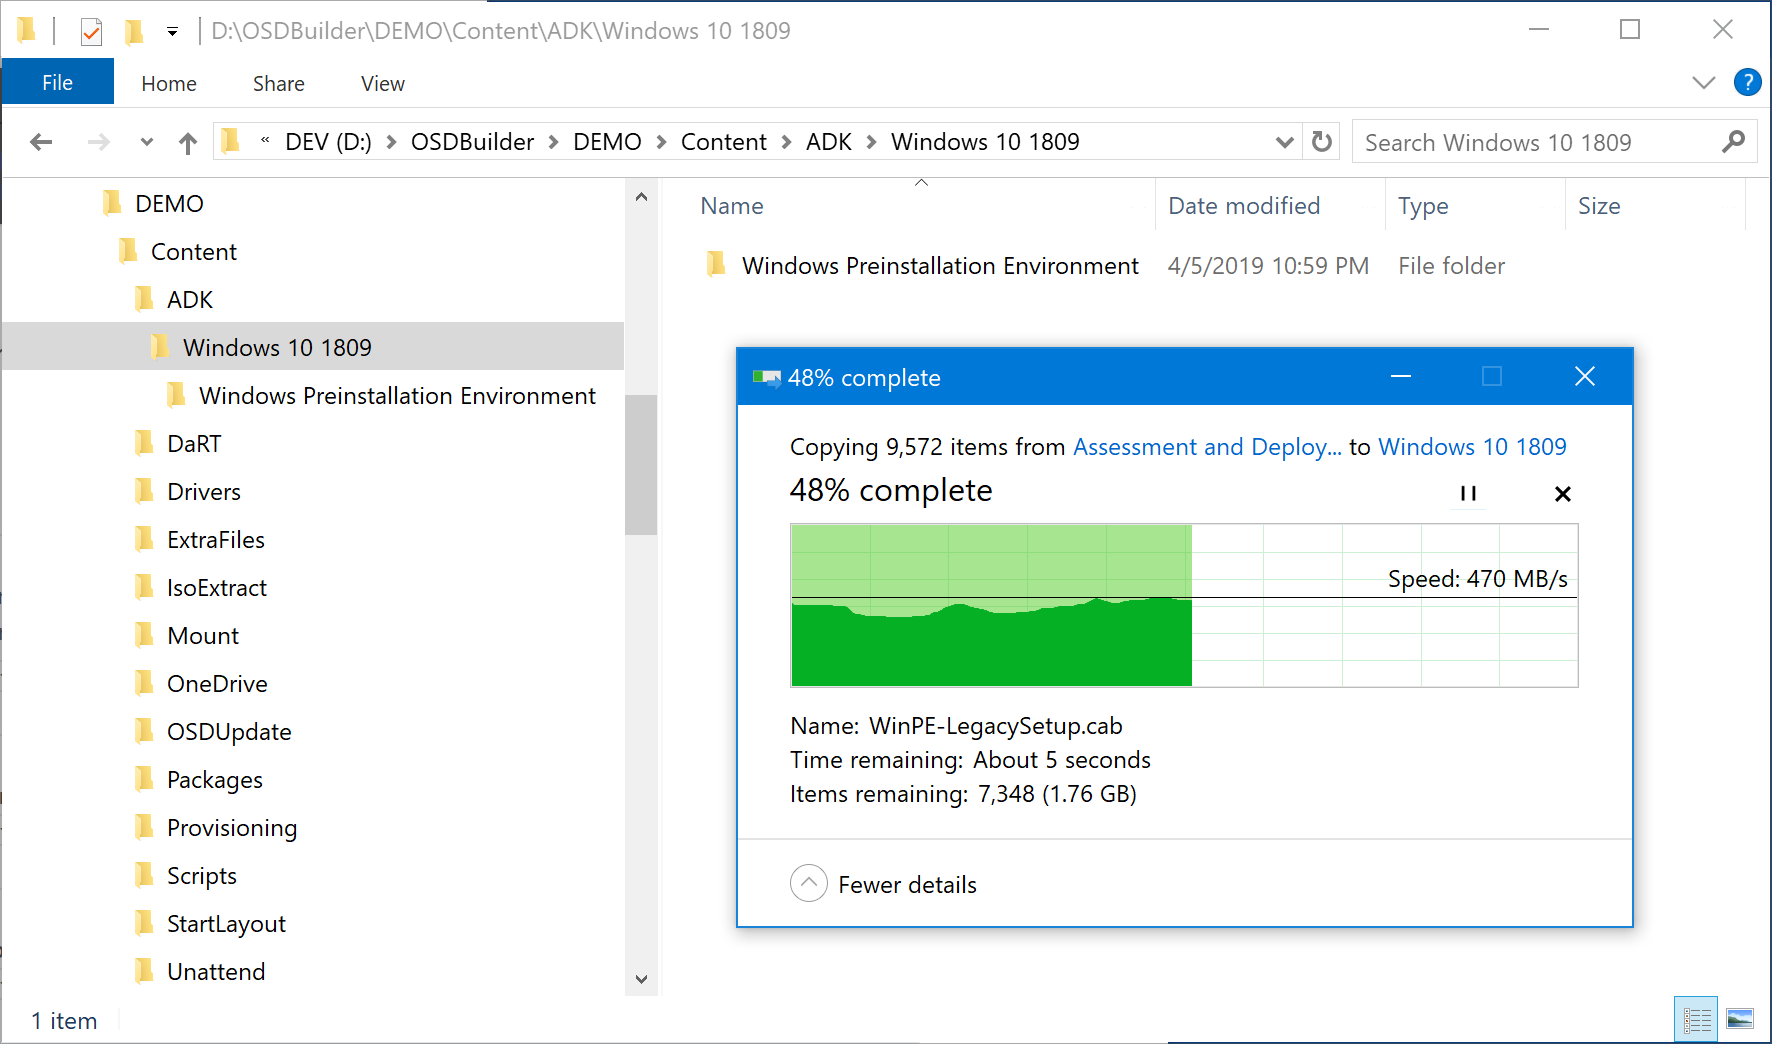 D:\OSDBuilder\DEMO\Content\ADK\Windows 10 1809
File Home Share View ?
« DEV (D:) > OSDBuilder > DEMO > Content > ADK > Windows 10 1809
Search Windows 10 1809
DEMO
Content
ADK
Windows 10 1809
Windows Preinstallation Environment
DaRT
Drivers
ExtraFiles
IsoExtract
Mount
OneDrive
OSDUpdate
Packages
Provisioning
Scripts
StartLayout
Unattend
Name Date modified Type Size
Windows Preinstallation Environment 4/5/2019 10:59 PM File folder
48% complete
Copying 9,572 items from Assessment and Deploy... to Windows 10 1809
48% complete
Speed: 470 MB/s
Name: WinPE-LegacySetup.cab
Time remaining: About 5 seconds
Items remaining: 7,348 (1.76 GB)
Fewer details
1 item